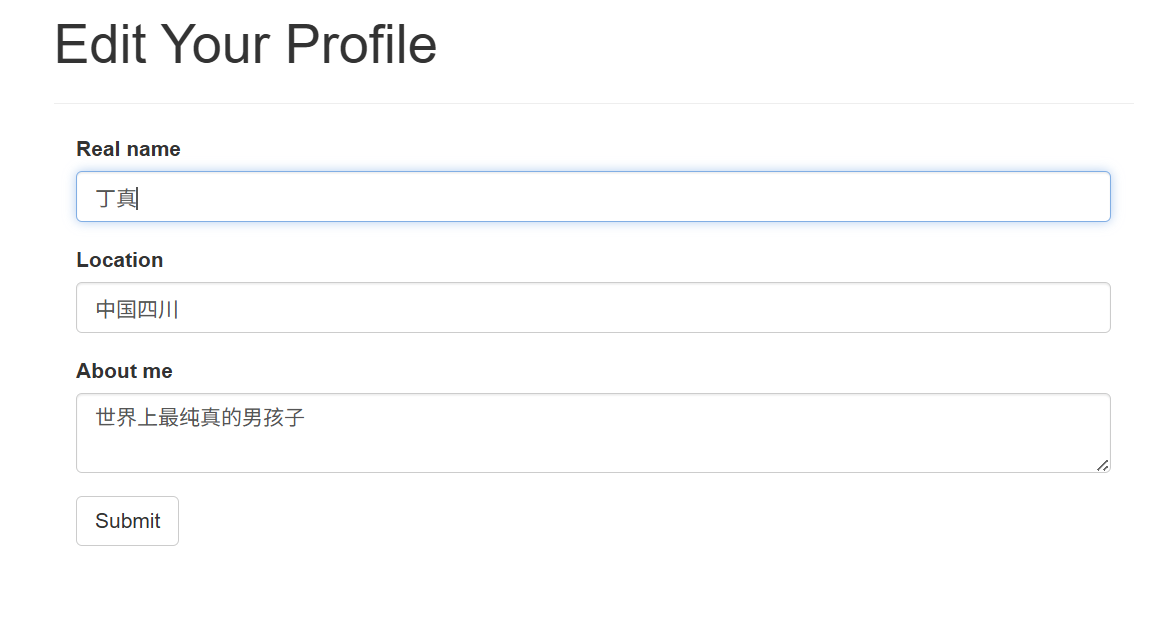 Edit Your Profile
Real name
丁真
Location
中国四川
About me
世界上最纯真的男孩子
Submit